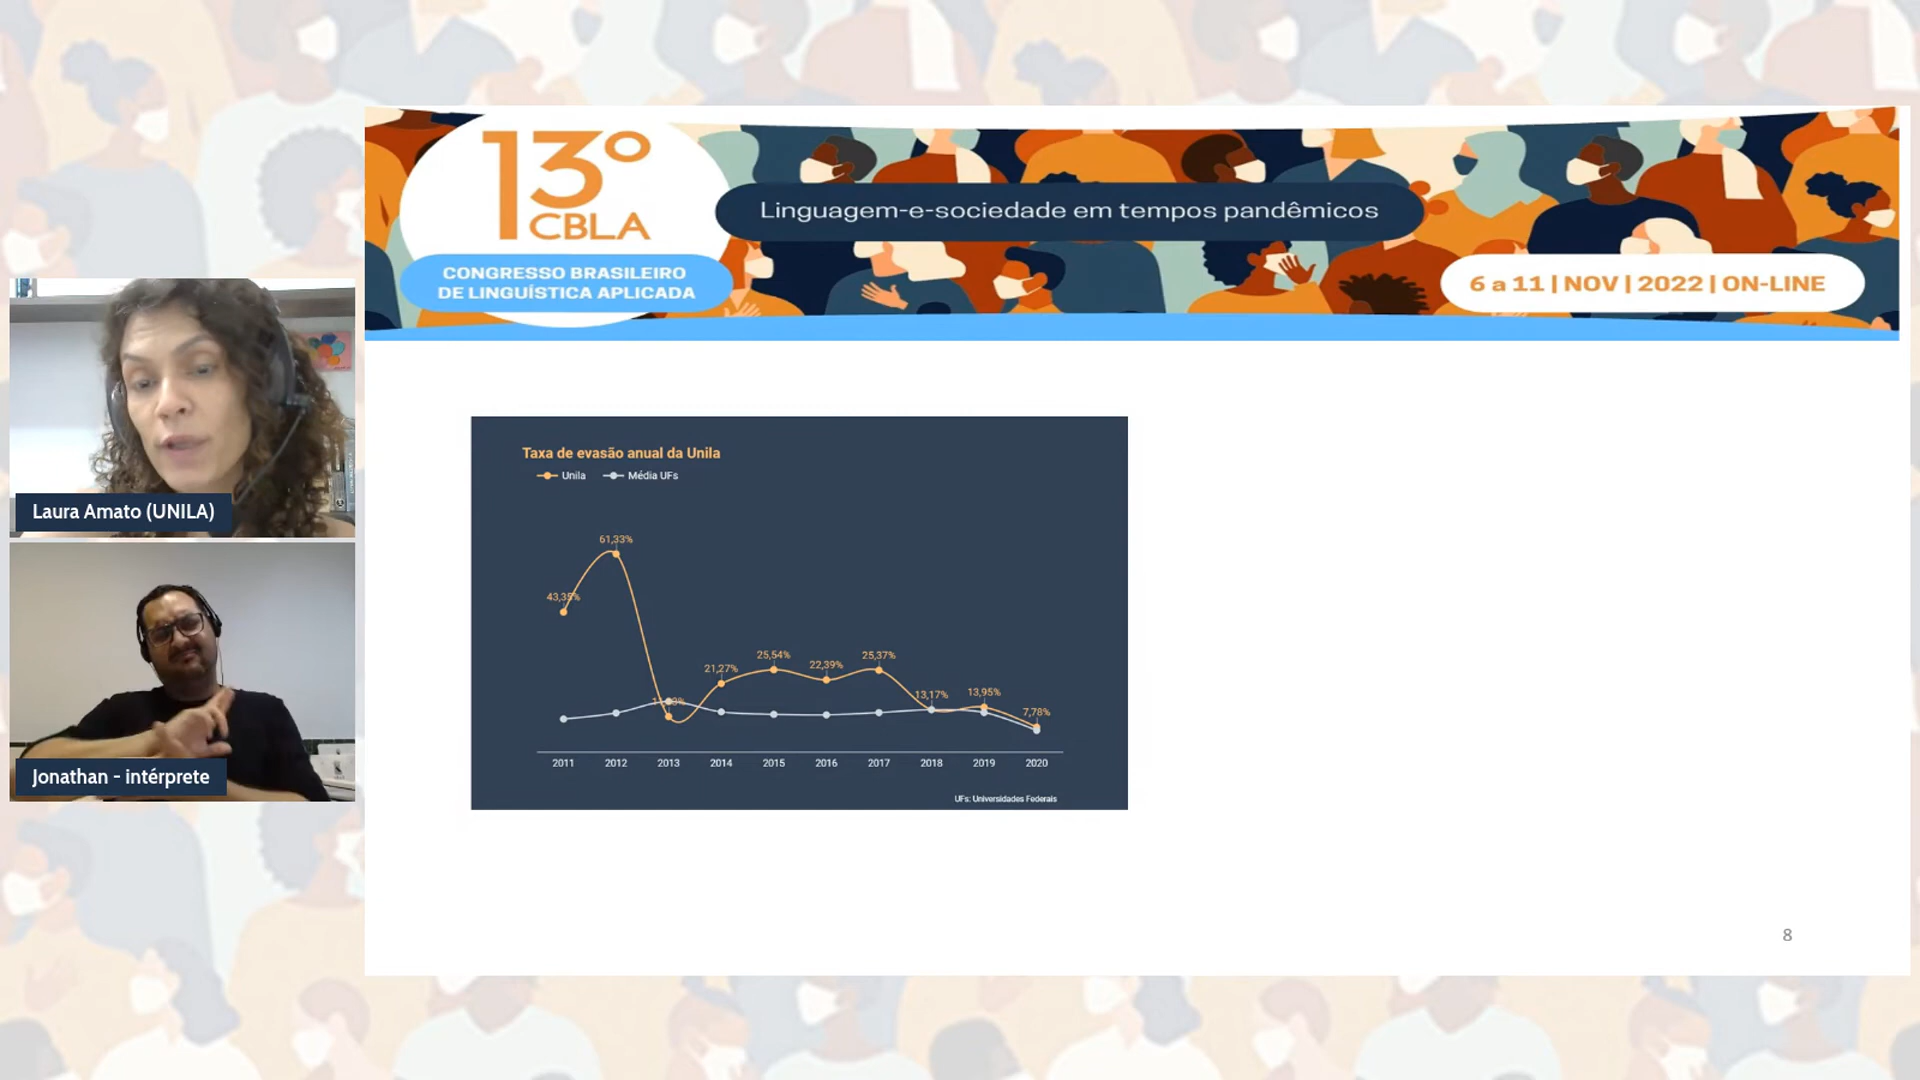 13º
CBLA
CONGRESSO BRASILEIRO
DE LINGUÍSTICA APLICADA
Linguagem-e-sociedade em tempos pandêmicos
6 a 11 | NOV | 2022 | ON-LINE
Laura Amato (UNILA)
Jonathan - intérprete
Taxa de evasão anual da Unila
Unila Média UFs
61,33%
43,35%
25,54%
25,37%
22,39%
21,27%
13,95%
13,17%
7,78%
2011 2012 2013 2014 2015 2016 2017 2018 2019 2020
UFs: Universidades Federais
8